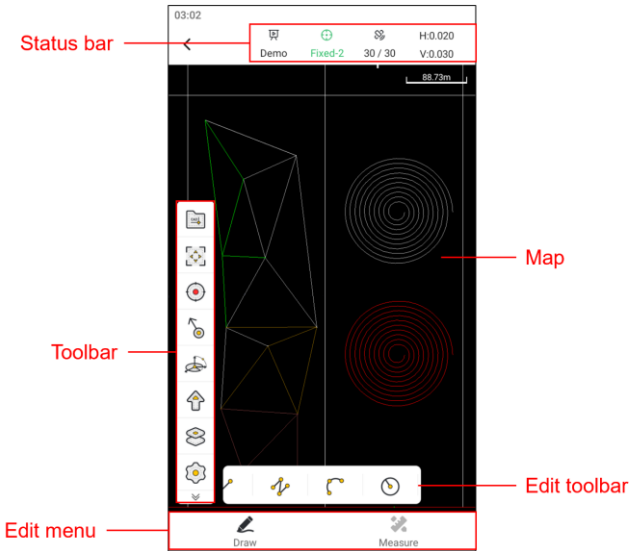 03:02
Status bar
Demo
Fixed-2
30 / 30
H:0.020
V:0.030
88.73m
Map
Toolbar
Edit toolbar
Edit menu
Draw
Measure